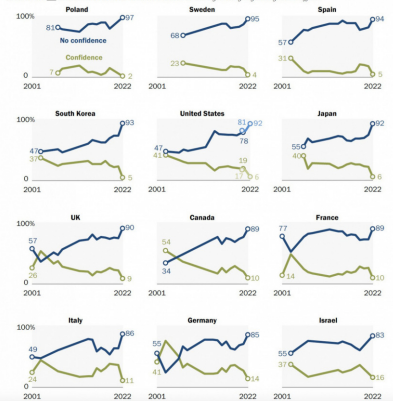 Poland Sweden Spain
100% 81 97 68 95 57 94
No confidence
Confidence
7 2 23 4 31 5
0
2001 2022 2001 2022 2001 2022
South Korea United States Japan
100% 47 93 47 81 92 78 55 92
37 5 41 19 17 6 40 6
0
2001 2022 2001 2022 2001 2022
UK Canada France
100% 57 90 54 89 77 89
26 9 34 10 14 10
0
2001 2022 2001 2022 2001 2022
Italy Germany Israel
100% 49 86 55 85 55 83
24 11 41 14 37 16
0
2001 2022 2001 2022 2001 2022